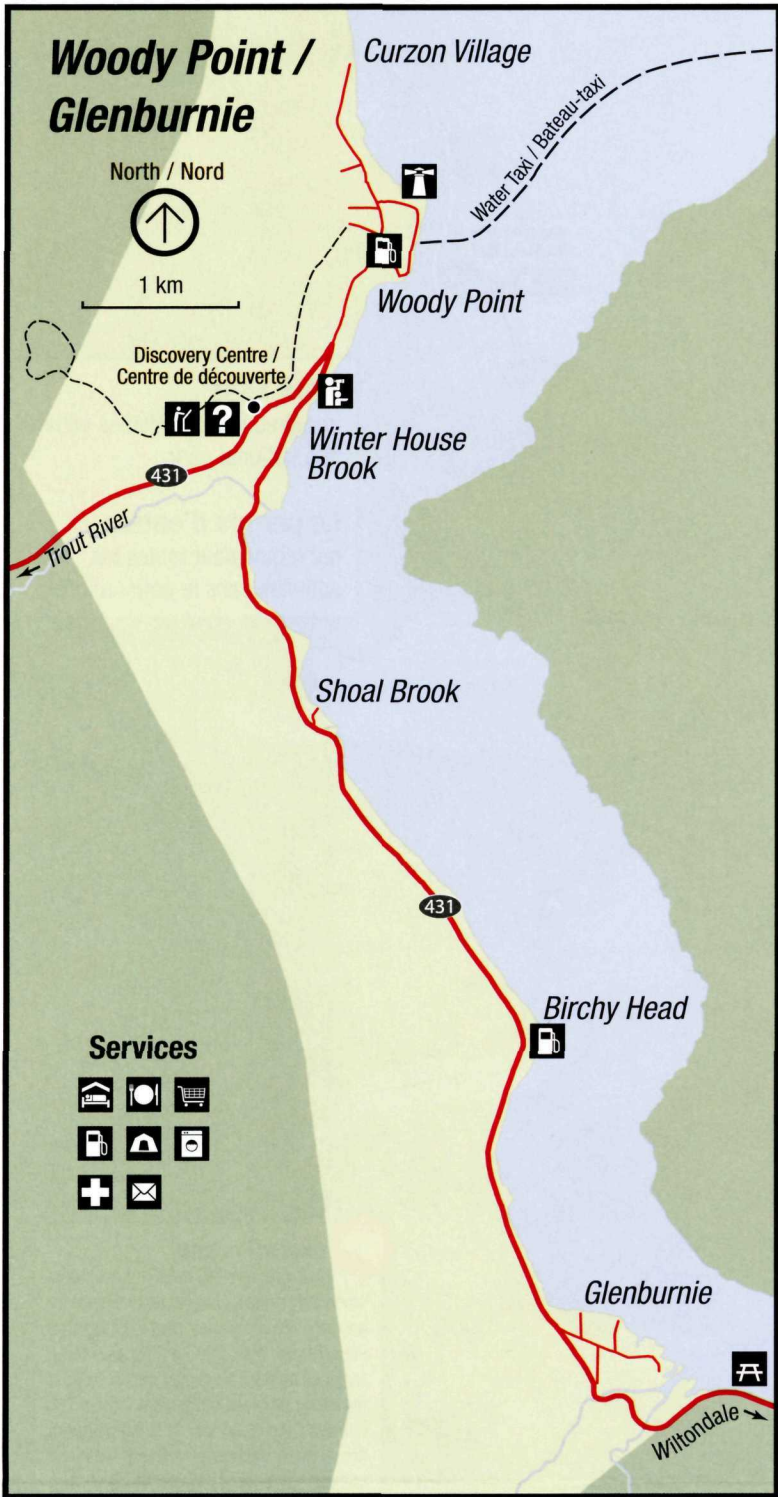 Woody Point /
Glenburnie
Curzon Village
North / Nord
Water Taxi / Bateau-taxi
1 km
Woody Point
Discovery Centre /
Centre de découverte
?
Winter House
Brook
431
Trout River
Shoal Brook
431
Birchy Head
Services
Glenburnie
Wiltondale